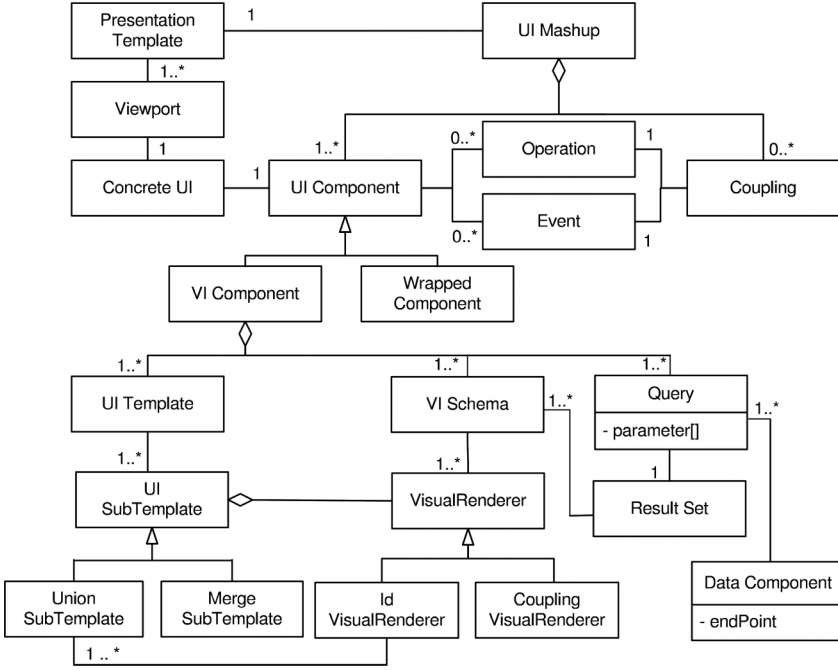 Presentation
Template
1
UI Mashup
1..*
Viewport
1
Concrete UI
1
1..*
UI Component
0..*
Operation
1
0..*
Event
1
0..*
Coupling
VI Component
Wrapped
Component
1..*
1..*
1..*
UI Template
VI Schema
1..*
Query
- parameter[]
1..*
1..*
UI
SubTemplate
1..*
VisualRenderer
1
Result Set
Union
SubTemplate
Merge
SubTemplate
Id
VisualRenderer
Coupling
VisualRenderer
Data Component
- endPoint
1 .. *